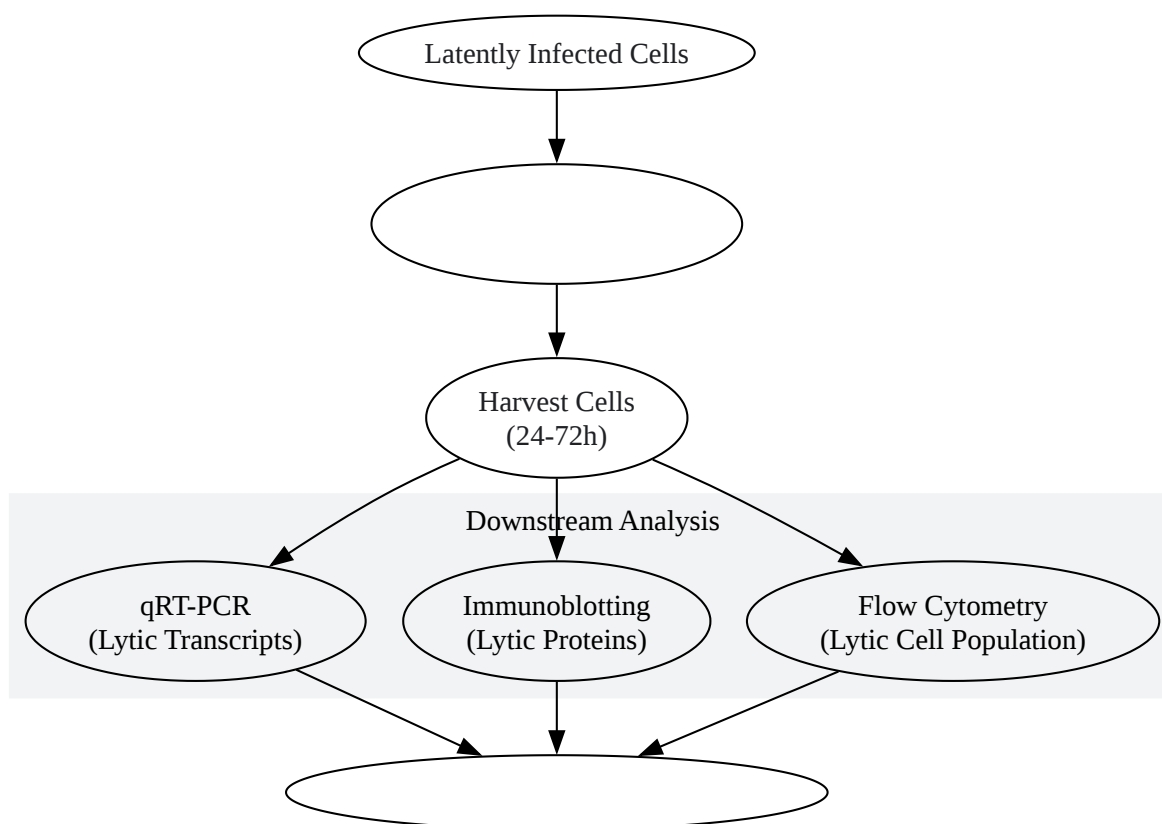 Latently Infected Cells
Harvest Cells
(24-72h)
Downstream Analysis
qRT-PCR
(Lytic Transcripts)
Immunoblotting
(Lytic Proteins)
Flow Cytometry
(Lytic Cell Population)